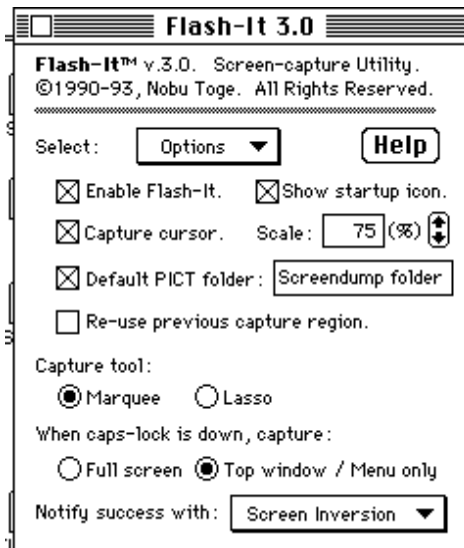 Flash-It 3.0
Flash-It™ v.3.0. Screen-capture Utility.
©1990-93, Nobu Toge. All Rights Reserved.
Select: Options Help
Enable Flash-It. Show startup icon.
Capture cursor. Scale: 75 (%)
Default PICT folder: Screendump folder
Re-use previous capture region.
Capture tool:
Marquee Lasso
When caps-lock is down, capture:
Full screen Top window / Menu only
Notify success with: Screen Inversion